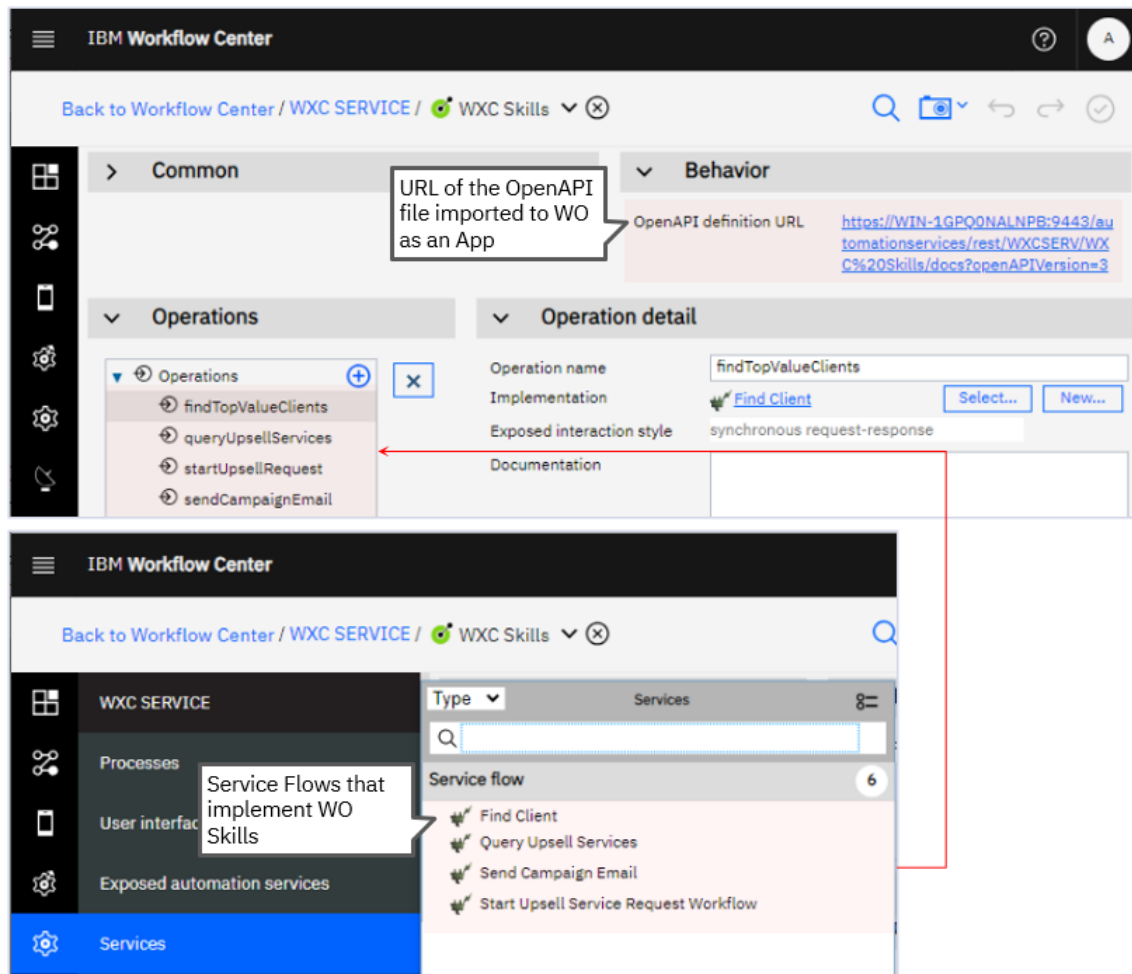 IBM Workflow Center
A
Back to Workflow Center / WXC SERVICE / WXC Skills
Common
Behavior
URL of the OpenAPI
file imported to WO
as an App
OpenAPI definition URL
https://WIN-1GPQ0NALNPB:9443/au
tomationservices/rest/WXCSERV/WX
C%20Skills/docs?openAPIVersion=3
Operations
Operation detail
Operations
findTopValueClients
queryUpsellServices
startUpsellRequest
sendCampaignEmail
Operation name
findTopValueClients
Implementation
Find Client
Select...
New...
Exposed interaction style
synchronous request-response
Documentation
IBM Workflow Center
Back to Workflow Center / WXC SERVICE / WXC Skills
WXC SERVICE
Processes
User interfac
Exposed automation services
Services
Service Flows that
implement WO
Skills
Type
Services
Service flow
6
Find Client
Query Upsell Services
Send Campaign Email
Start Upsell Service Request Workflow